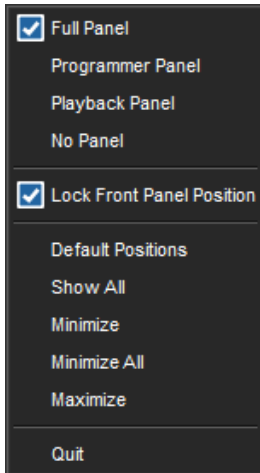 Full Panel
Programmer Panel
Playback Panel
No Panel
Lock Front Panel Position
Default Positions
Show All
Minimize
Minimize All
Maximize
Quit